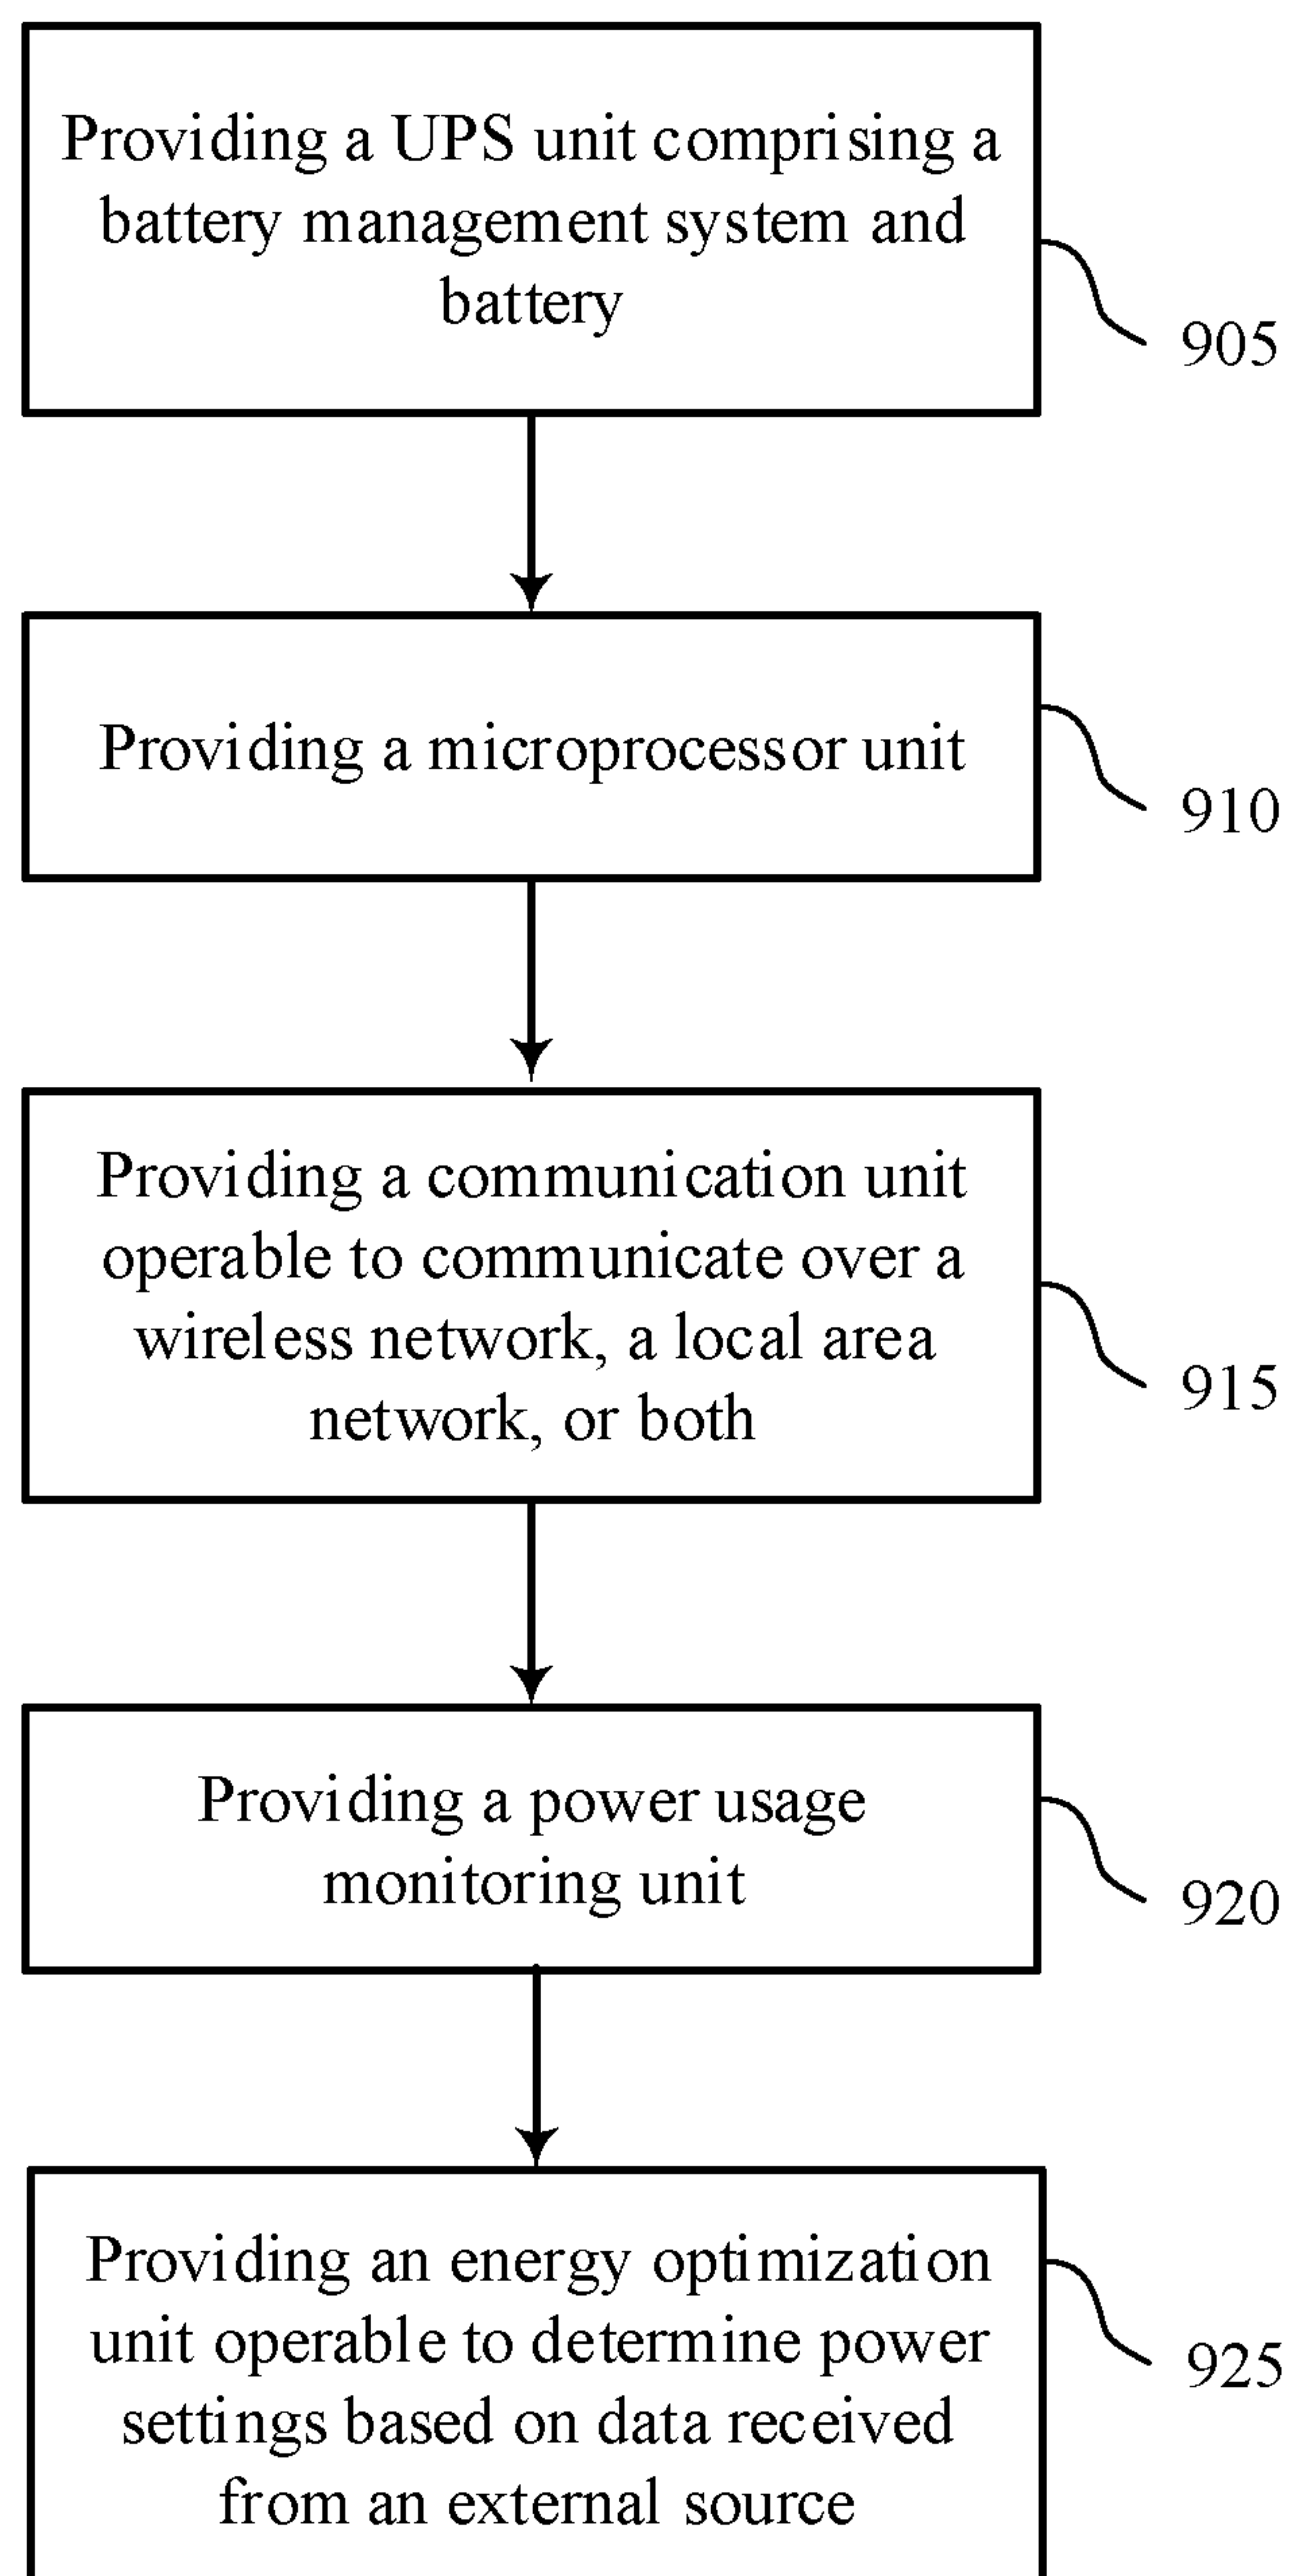 Providing a UPS unit comprising a
battery management system and
battery
905
Providing a microprocessor unit
910
Providing a communication unit
operable to communicate over a
wireless network, a local area
network, or both
915
Providing a power usage
monitoring unit
920
Providing an energy optimization
unit operable to determine power
settings based on data received
from an external source
925